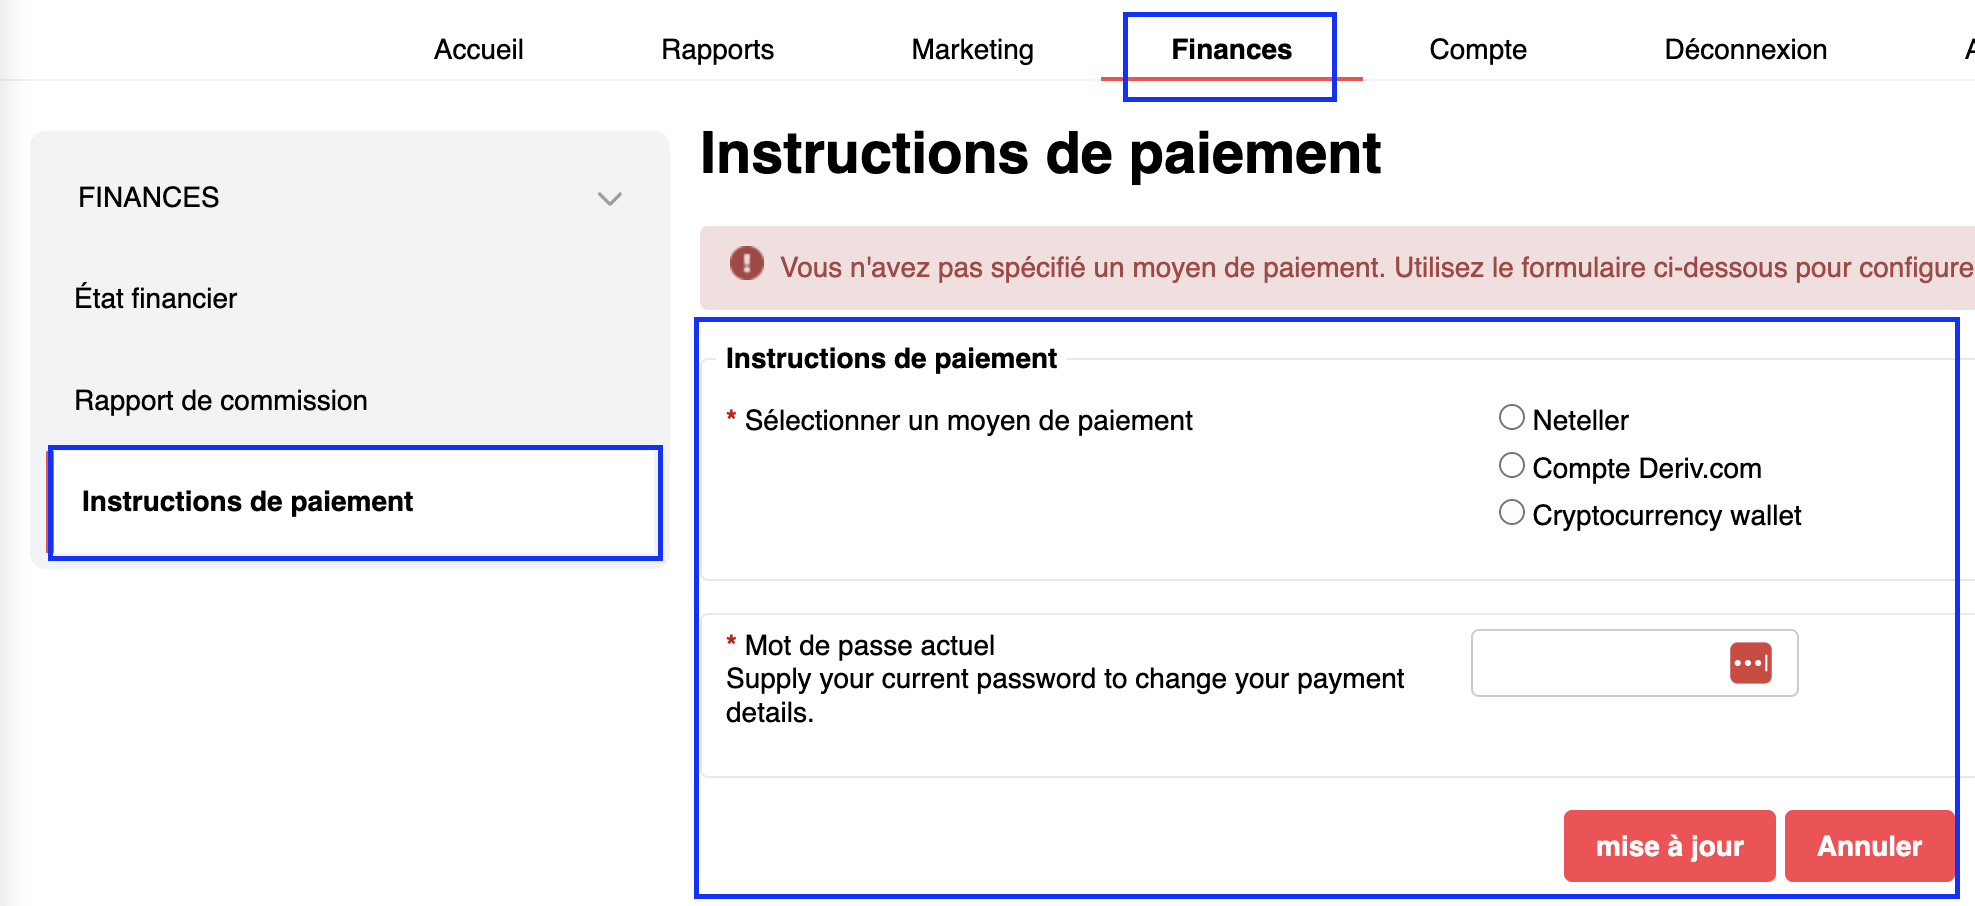 Accueil Rapports Marketing Finances Compte Déconnexion
Instructions de paiement
FINANCES
État financier
Rapport de commission
Instructions de paiement
Vous n'avez pas spécifié un moyen de paiement. Utilisez le formulaire ci-dessous pour configure
Instructions de paiement
* Sélectionner un moyen de paiement
Neteller
Compte Deriv.com
Cryptocurrency wallet
* Mot de passe actuel
Supply your current password to change your payment
details.
mise à jour Annuler